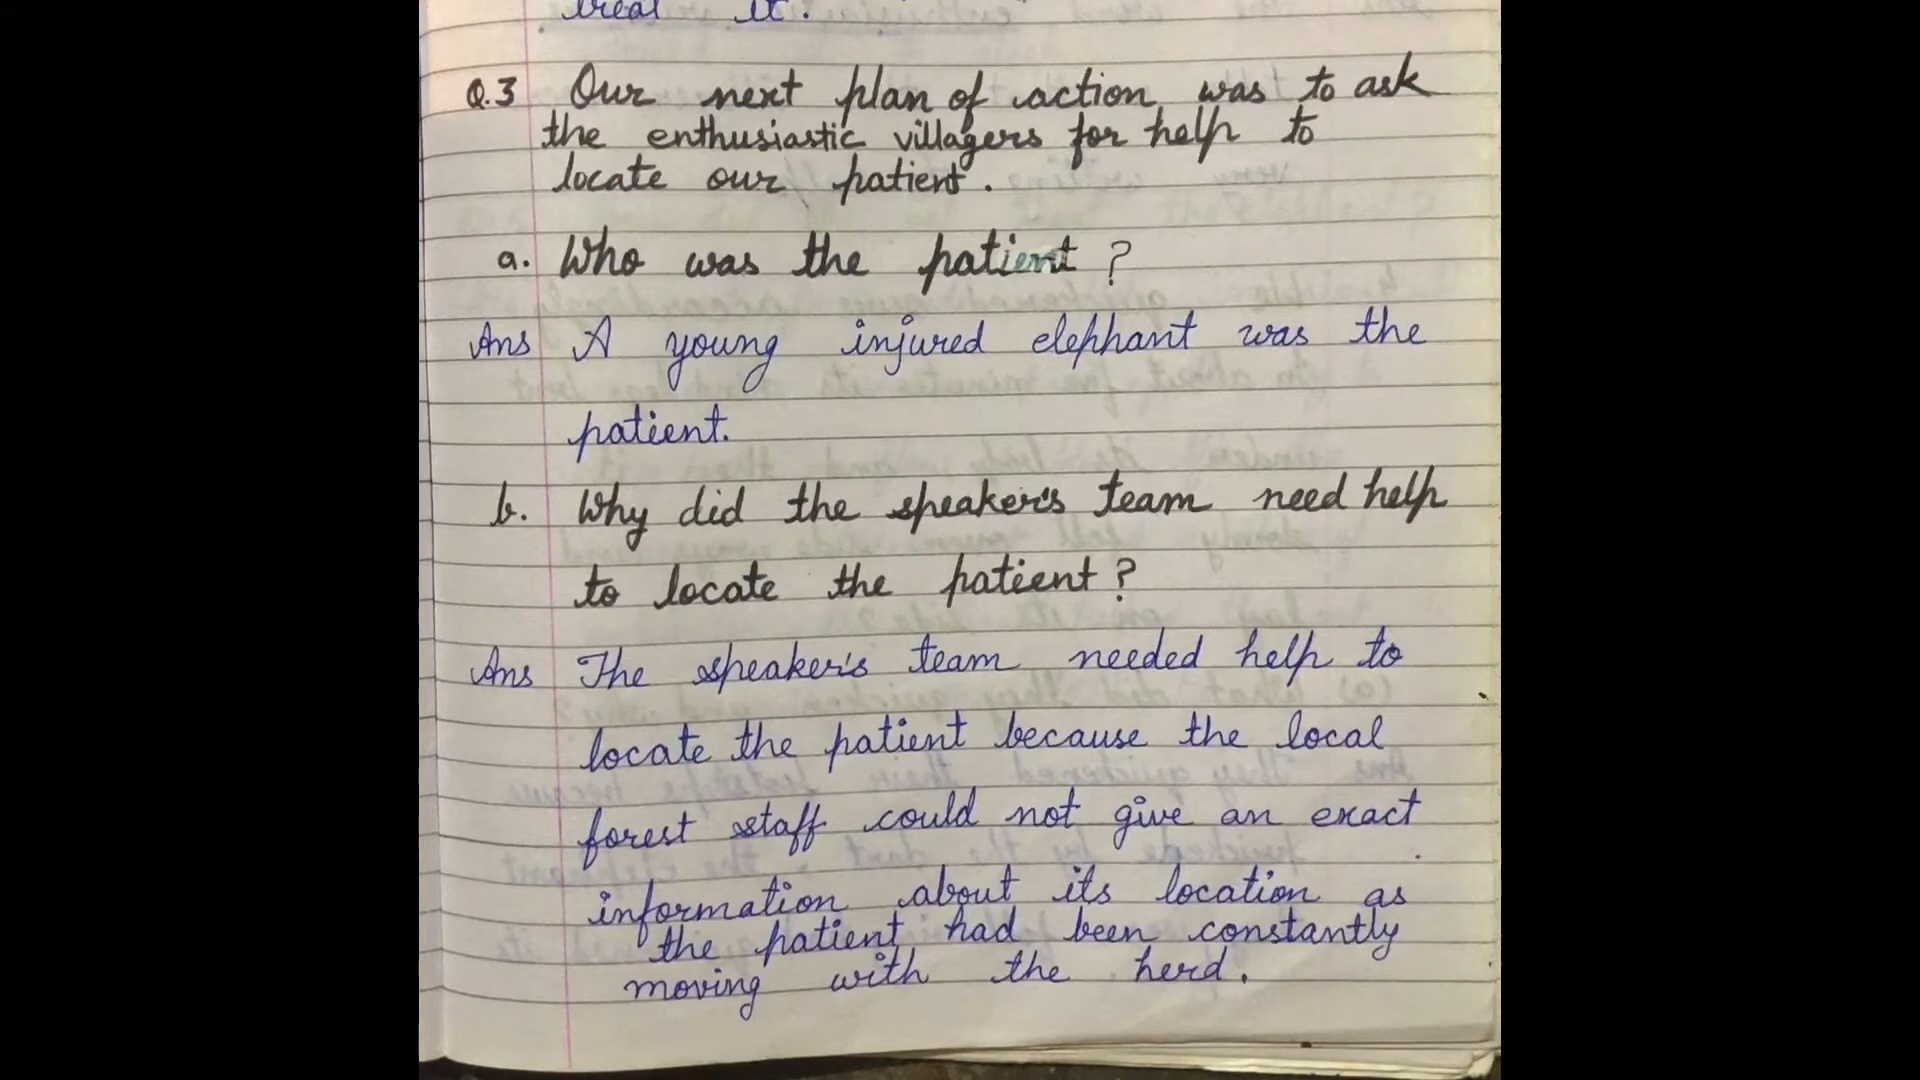 treat it.
Q.3 Our next plan of action was to ask
the enthusiastic villagers for help to
locate our patient.
a. Who was the patient ?
Ans A young injured elephant was the
patient.
b. Why did the speaker's team need help
to locate the patient ?
Ans The speaker's team needed help to
locate the patient because the local
forest staff could not give an exact
information about its location as
the patient had been constantly
moving with the herd.